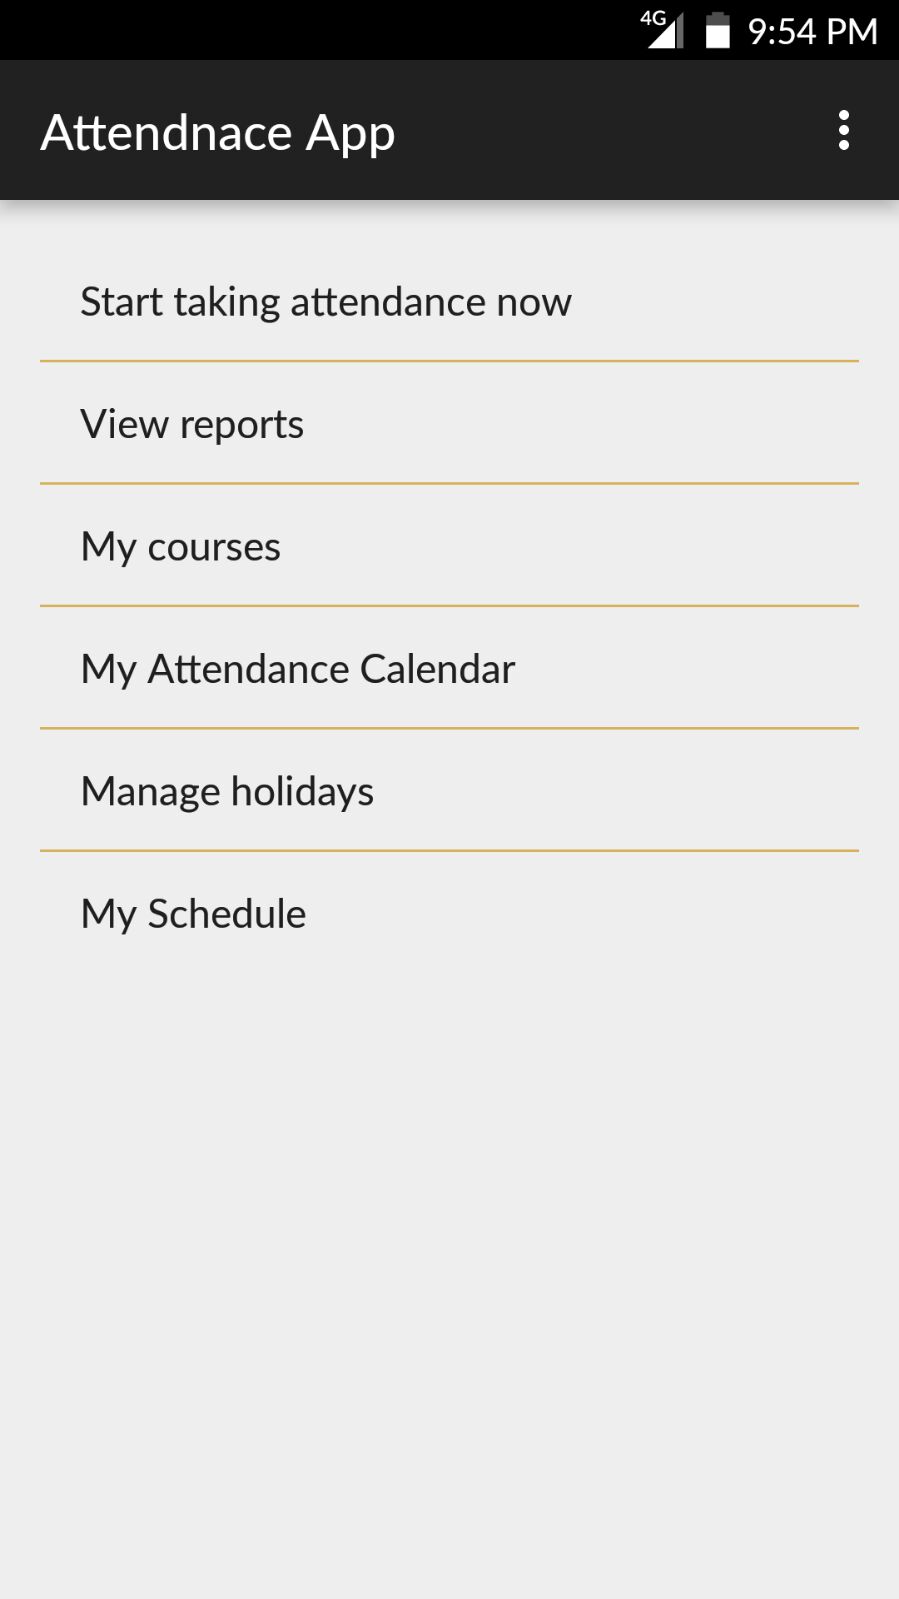 4G 9:54 PM
Attendnace App
Start taking attendance now
View reports
My courses
My Attendance Calendar
Manage holidays
My Schedule